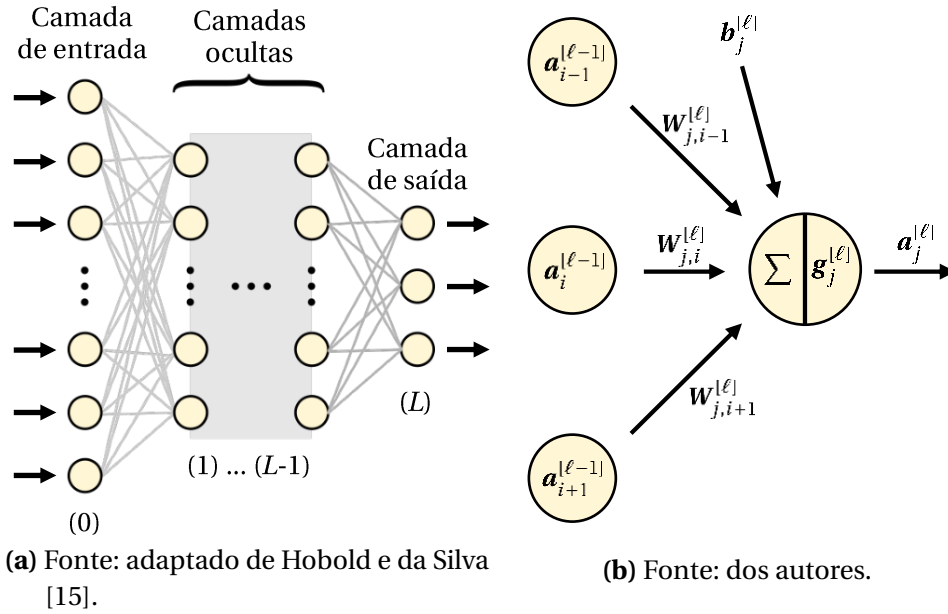 Camada
de entrada
Camadas
ocultas
Camada
de saída
(0)
(1) ... (L-1)
(L)
(a) Fonte: adaptado de Hobold e da Silva
[15].
a_{i-1}^{[ℓ-1]}
b_j^{[ℓ]}
W_{j,i-1}^{[ℓ]}
a_i^{[ℓ-1]}
W_{j,i}^{[ℓ]}
∑ g_j^{[ℓ]}
a_j^{[ℓ]}
W_{j,i+1}^{[ℓ]}
a_{i+1}^{[ℓ-1]}
(b) Fonte: dos autores.